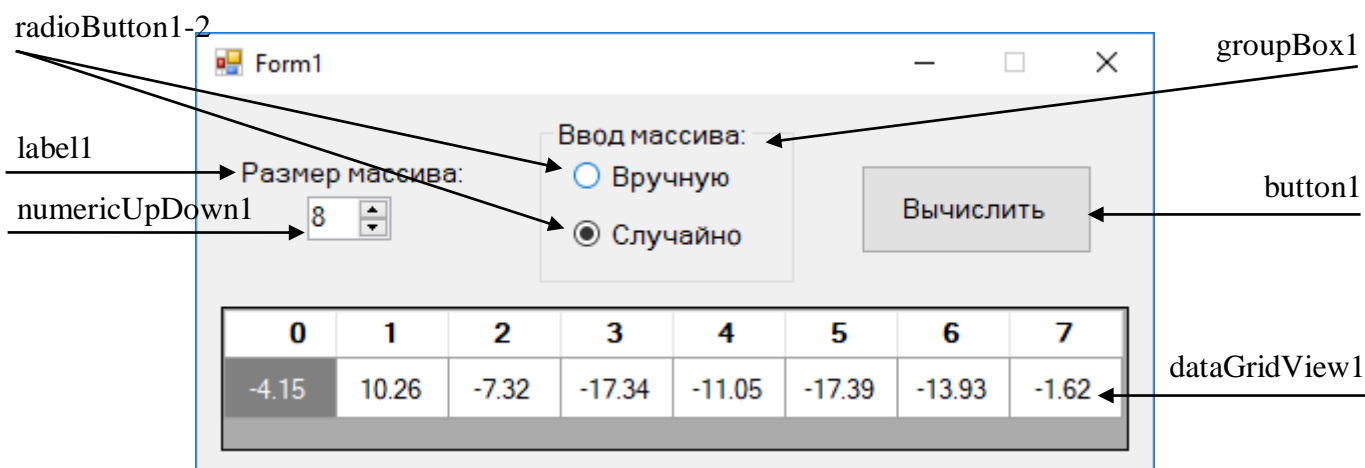 radioButton1-2
groupBox1
Form1
Ввод массива:
label1
Размер массива:
Вручную
button1
numericUpDown1
8
Случайно
Вычислить
0 1 2 3 4 5 6 7
-4.15 10.26 -7.32 -17.34 -11.05 -17.39 -13.93 -1.62
dataGridView1